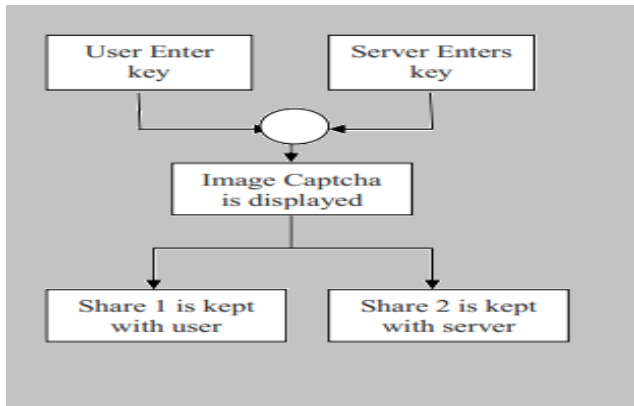 User Enter
key
Server Enters
key
Image Captcha
is displayed
Share 1 is kept
with user
Share 2 is kept
with server